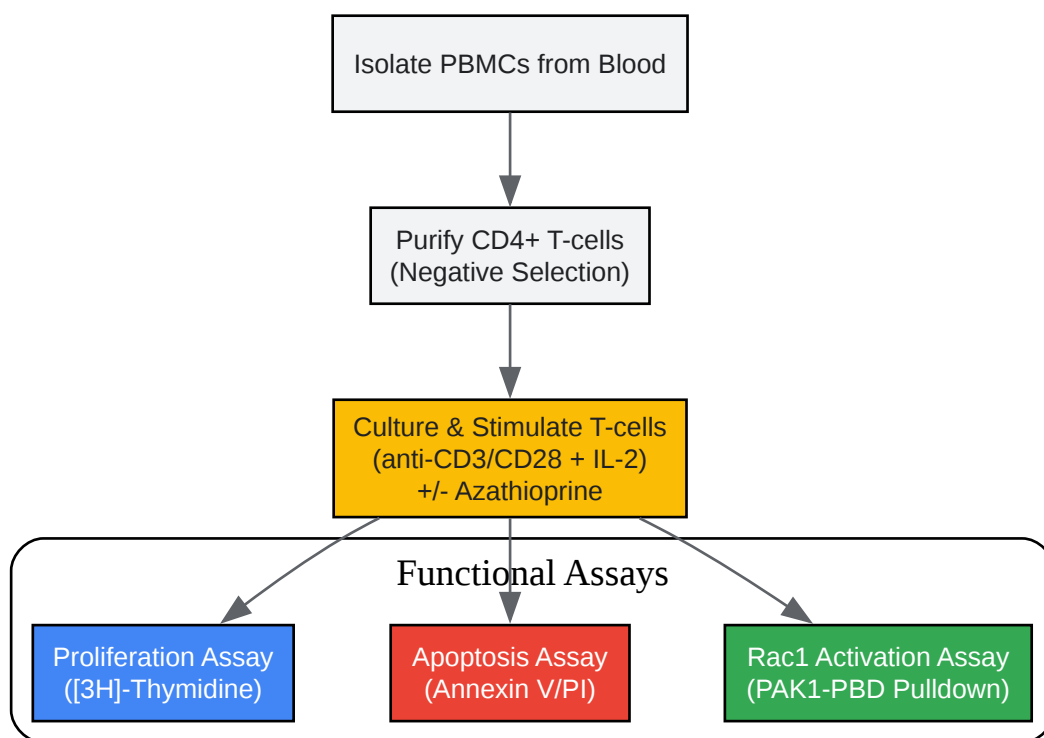 Isolate PBMCs from Blood
Purify CD4+ T-cells
(Negative Selection)
Culture & Stimulate T-cells
(anti-CD3/CD28 + IL-2)
+/- Azathioprine
Functional Assays
Proliferation Assay
([3H]-Thymidine)
Apoptosis Assay
(Annexin V/PI)
Rac1 Activation Assay
(PAK1-PBD Pulldown)